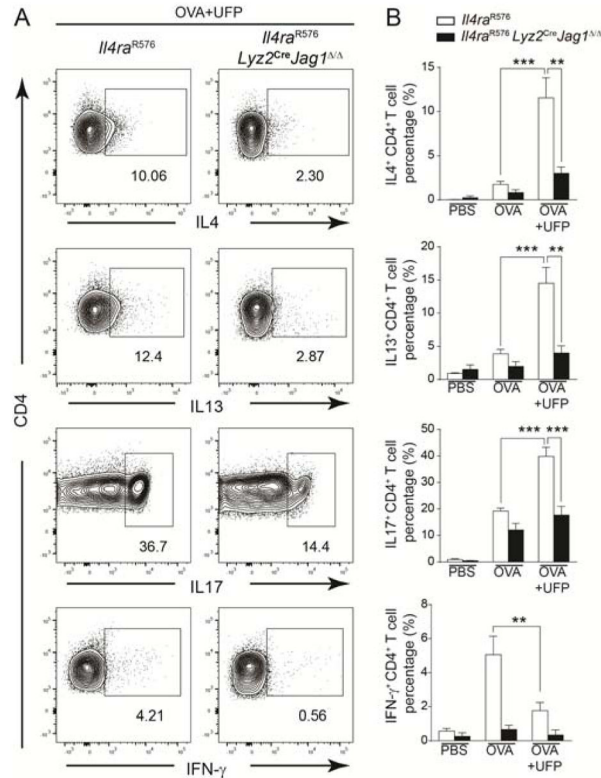 A
OVA+UFP
Il4ra^R576
Il4ra^R576
Lyz2^Cre Jag1^Δ/Δ
10.06
2.30
IL4
12.4
2.87
IL13
CD4
36.7
14.4
IL17
4.21
0.56
IFN-γ
B
Il4ra^R576
Il4ra^R576 Lyz2^Cre Jag1^Δ/Δ
IL4+ CD4+ T cell
percentage (%)
15
10
5
0
***
**
PBS
OVA
OVA
+UFP
IL13+ CD4+ T cell
percentage (%)
20
15
10
5
0
***
**
PBS
OVA
OVA
+UFP
IL17+ CD4+ T cell
percentage (%)
50
40
30
20
10
0
***
***
PBS
OVA
OVA
+UFP
IFN-γ+ CD4+ T cell
percentage (%)
6
4
2
0
**
PBS
OVA
OVA
+UFP